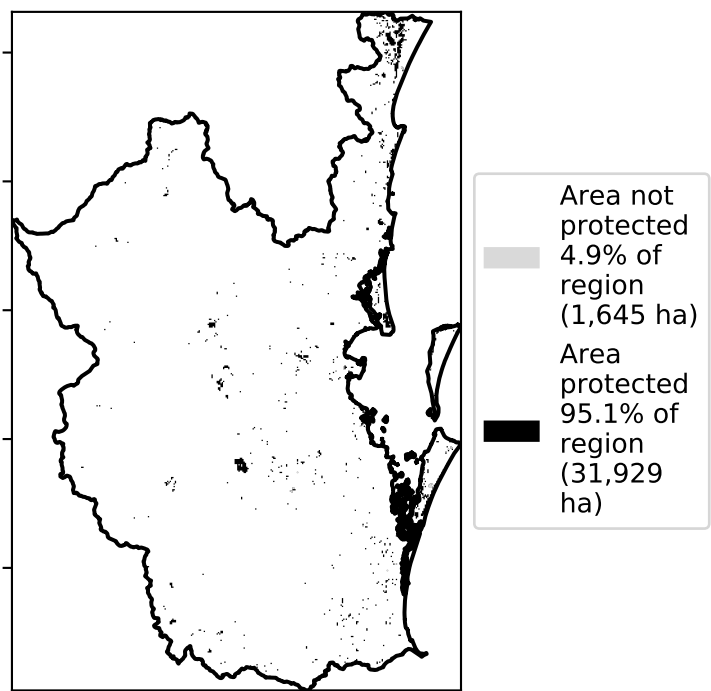 Area not
protected
4.9% of
region
(1,645 ha)
Area
protected
95.1% of
region
(31,929
ha)